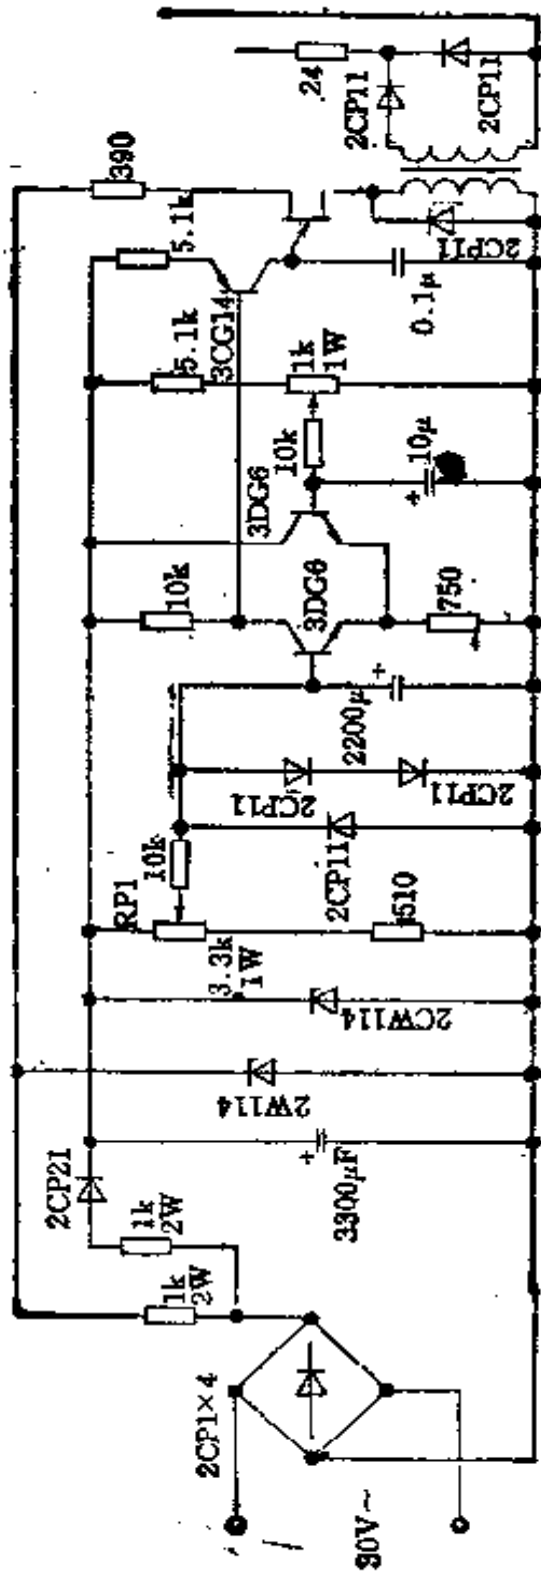 30V~
2CP1×4
1k
2W
1k
2W
2CP21
3300μF
+
2W114
2CW114
RP1
3.3k
1W
510
10k
2CP11
2CP11
2CP11
2200μ
+
10k
3DG6
750
3DG6
10k
10μ
+
5.1k
1k
1W
3CG14
5.1k
0.1μ
390
2CP11
24
2CP11
2CP11